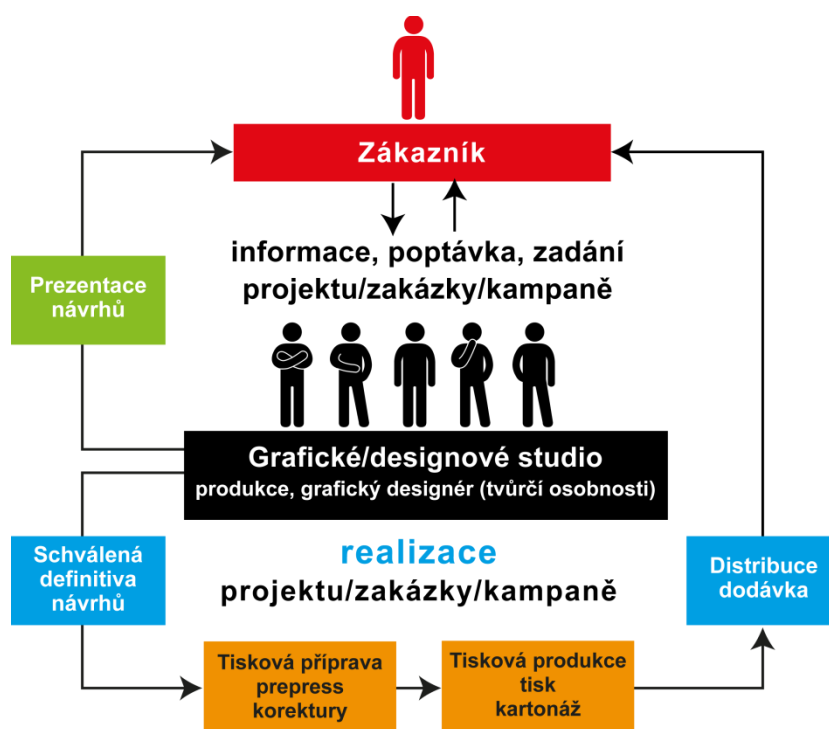 Zákazník
informace, poptávka, zadání
projektu/zakázky/kampaně
Prezentace
návrhů
Grafické/designové studio
produkce, grafický designér (tvůrčí osobnosti)
Schválená
definitiva
návrhů
realizace
projektu/zakázky/kampaně
Distribuce
dodávka
Tisková příprava
prepress
korektury
Tisková produkce
tisk
kartonáž